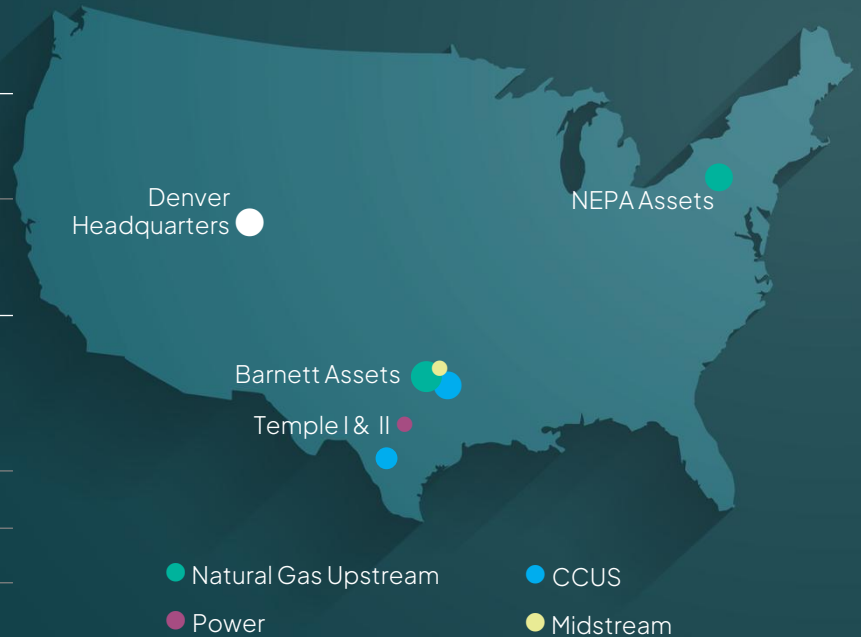 Denver
Headquarters
NEPA Assets
Barnett Assets
Temple I & II
Natural Gas Upstream
CCUS
Power
Midstream